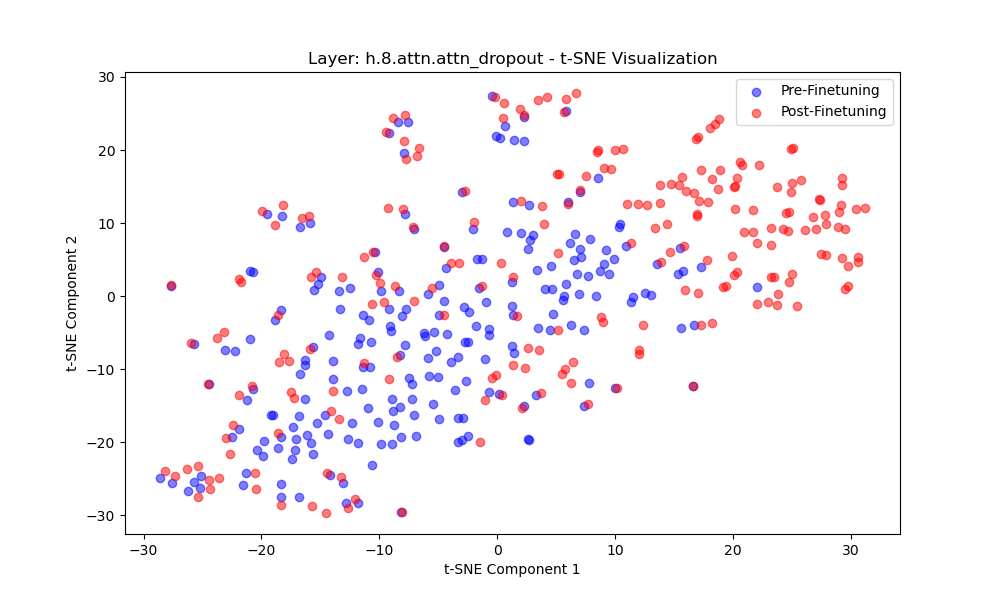 Layer: h.8.attn.attn_dropout - t-SNE Visualization
Pre-Finetuning
Post-Finetuning
30
20
10
0
−10
−20
−30
t-SNE Component 2
−30
−20
−10
0
10
20
30
t-SNE Component 1